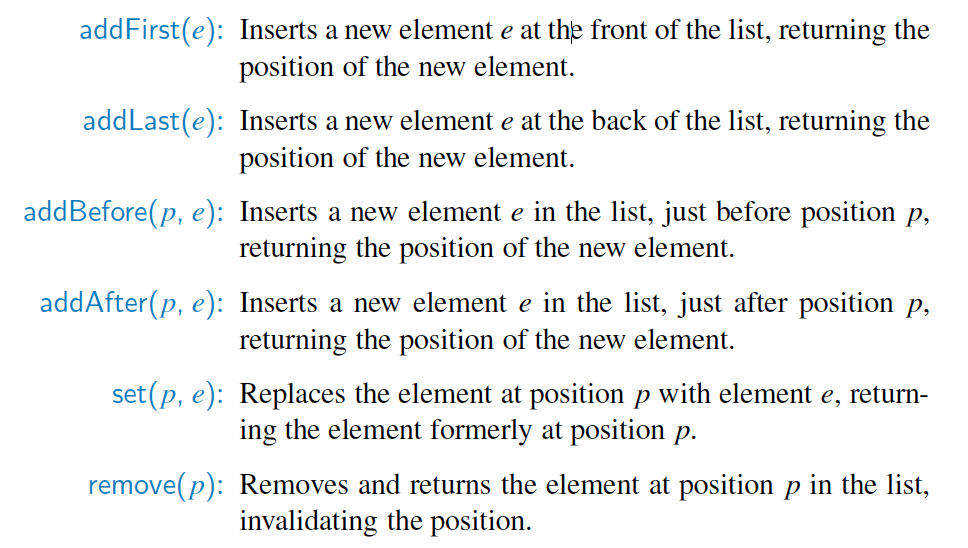 addFirst(e): Inserts a new element e at the front of the list, returning the
position of the new element.
addLast(e): Inserts a new element e at the back of the list, returning the
position of the new element.
addBefore(p, e): Inserts a new element e in the list, just before position p,
returning the position of the new element.
addAfter(p, e): Inserts a new element e in the list, just after position p,
returning the position of the new element.
set(p, e): Replaces the element at position p with element e, return-
ing the element formerly at position p.
remove(p): Removes and returns the element at position p in the list,
invalidating the position.